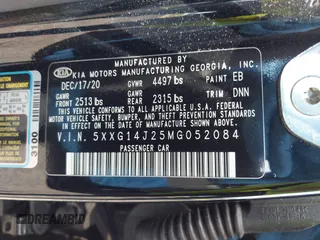 MANUFACTURED BY
KIA KIA MOTORS MANUFACTURING GEORGIA, INC.
DEC/17/20 GVWR 4497 lbs PAINT EB
GAWR FRONT 2513 lbs GAWR REAR 2315 lbs TRIM DNN
THIS VEHICLE CONFORMS TO ALL APPLICABLE U.S.A. FEDERAL
MOTOR VEHICLE SAFETY, BUMPER, AND THEFT
PREVENTION STANDARDS IN EFFECT ON THE DATE OF
MANUFACTURE SHOWN ABOVE.
V.I.N. 5XXG14J25MG052084
PASSENGER CAR
3100
DREAMBID